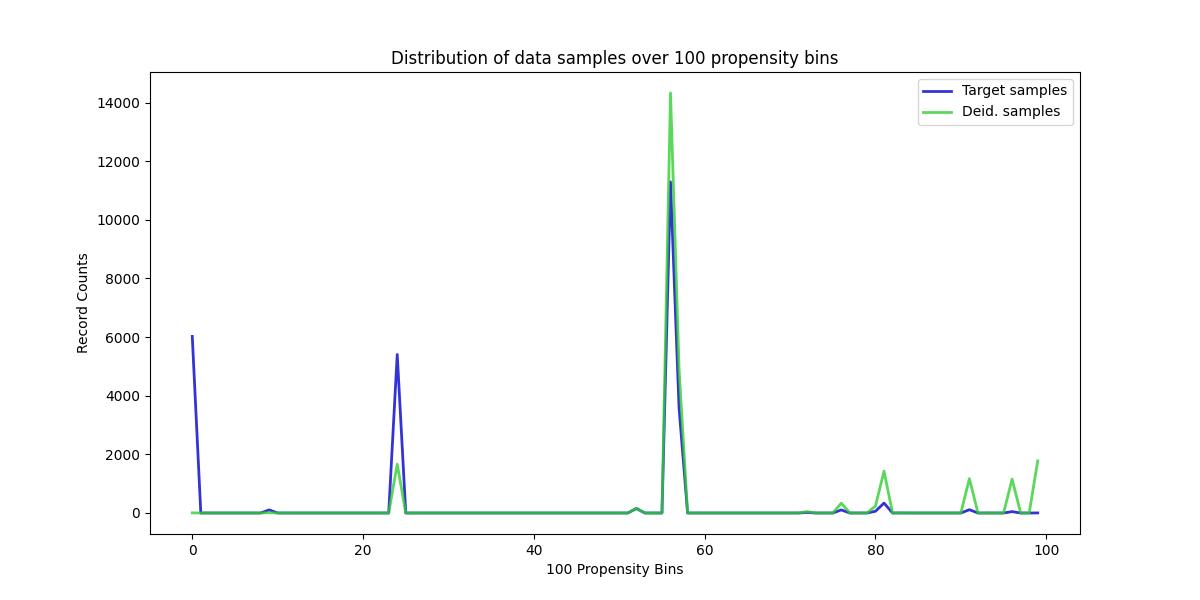 Distribution of data samples over 100 propensity bins
Target samples
Deid. samples
14000
12000
10000
8000
6000
4000
2000
0
Record Counts
0 20 40 60 80 100
100 Propensity Bins